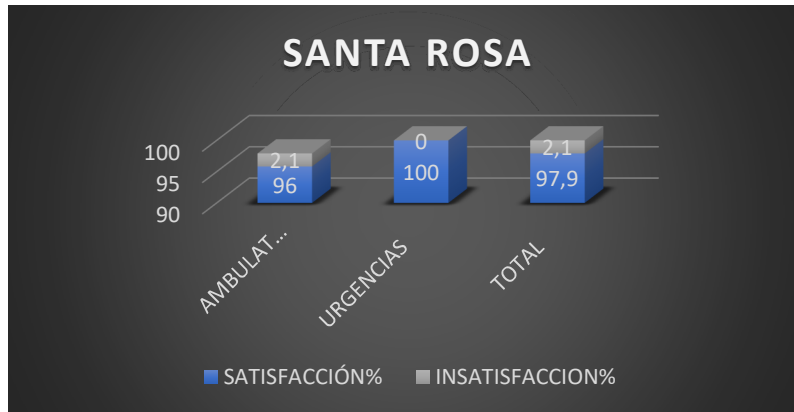 SANTA ROSA
100
95
90
2,1
96
0
100
2,1
97,9
AMBULAT...
URGENCIAS
TOTAL
SATISFACCIÓN%
INSATISFACCION%